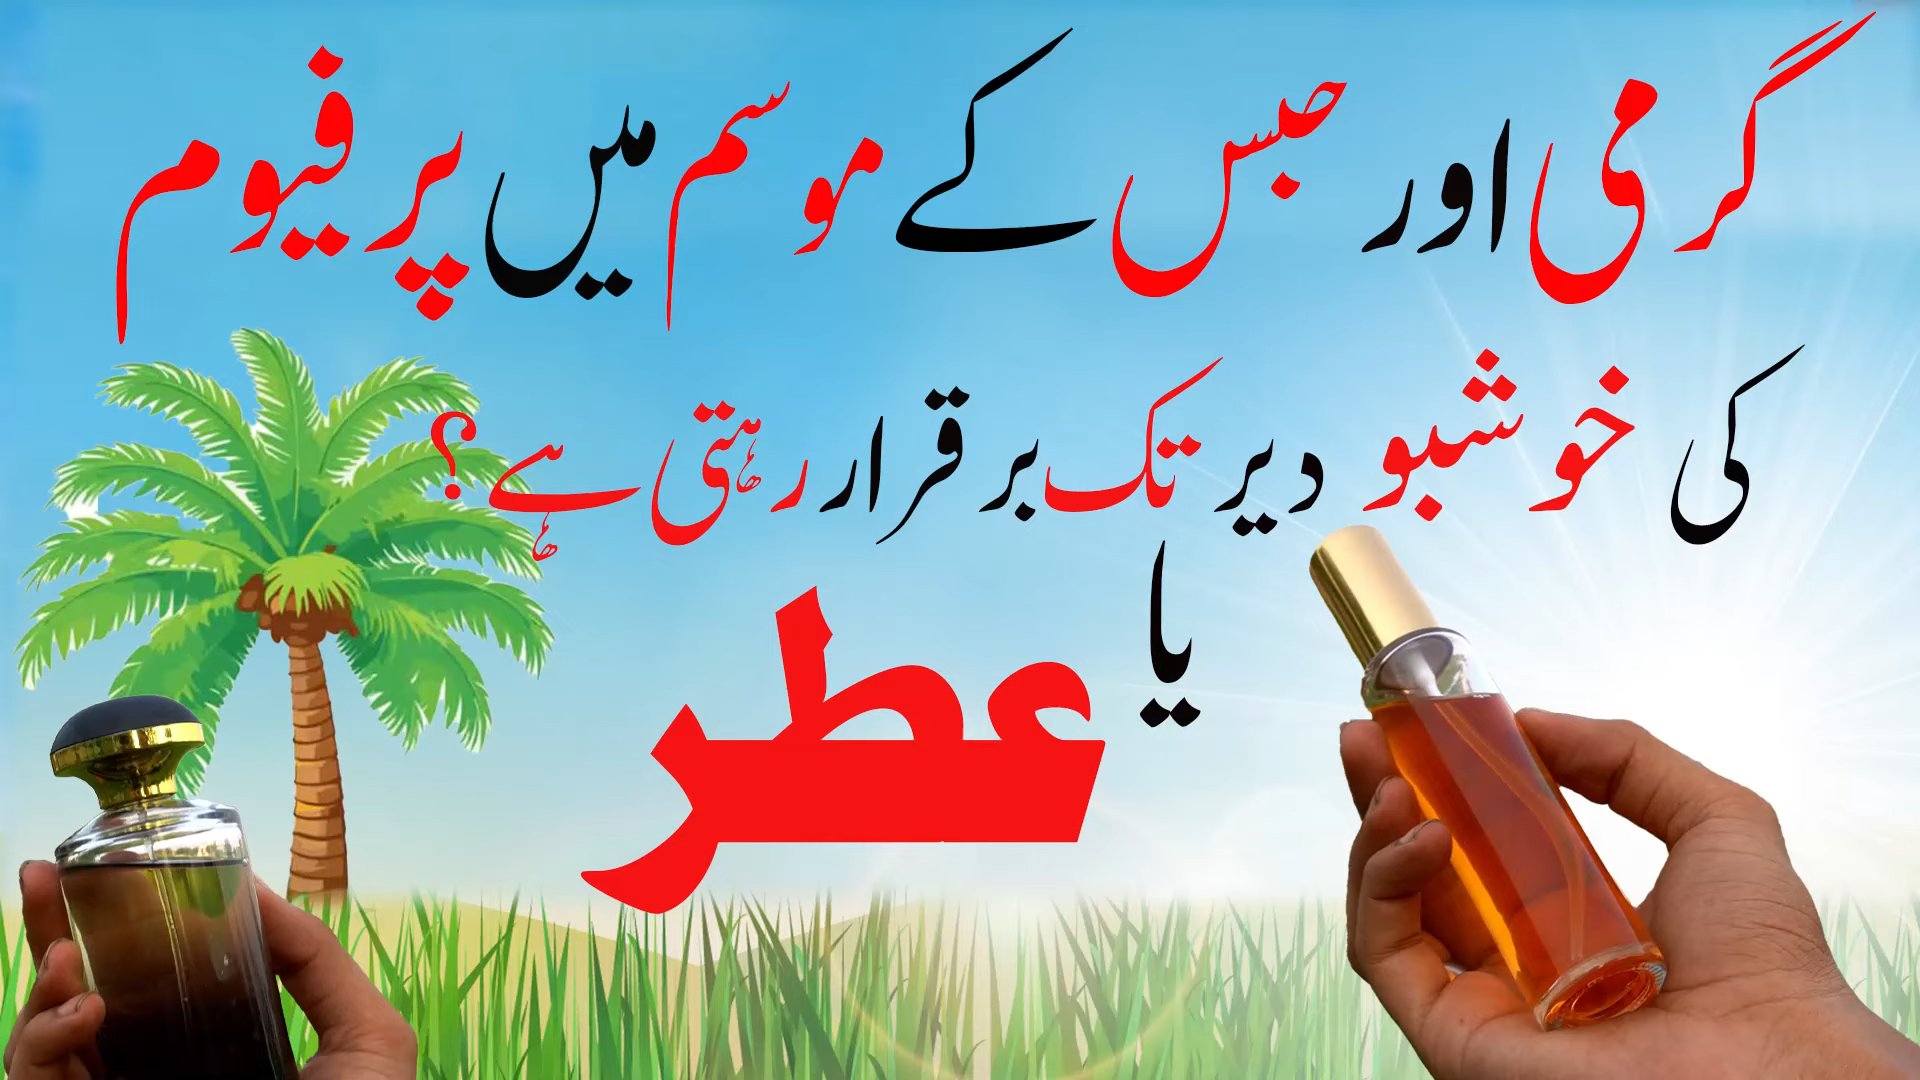 گرمی اور حبس کے موسم میں پرفیوم
کی خوشبو دیر تک برقرار رہتی ہے؟
یا
عطر